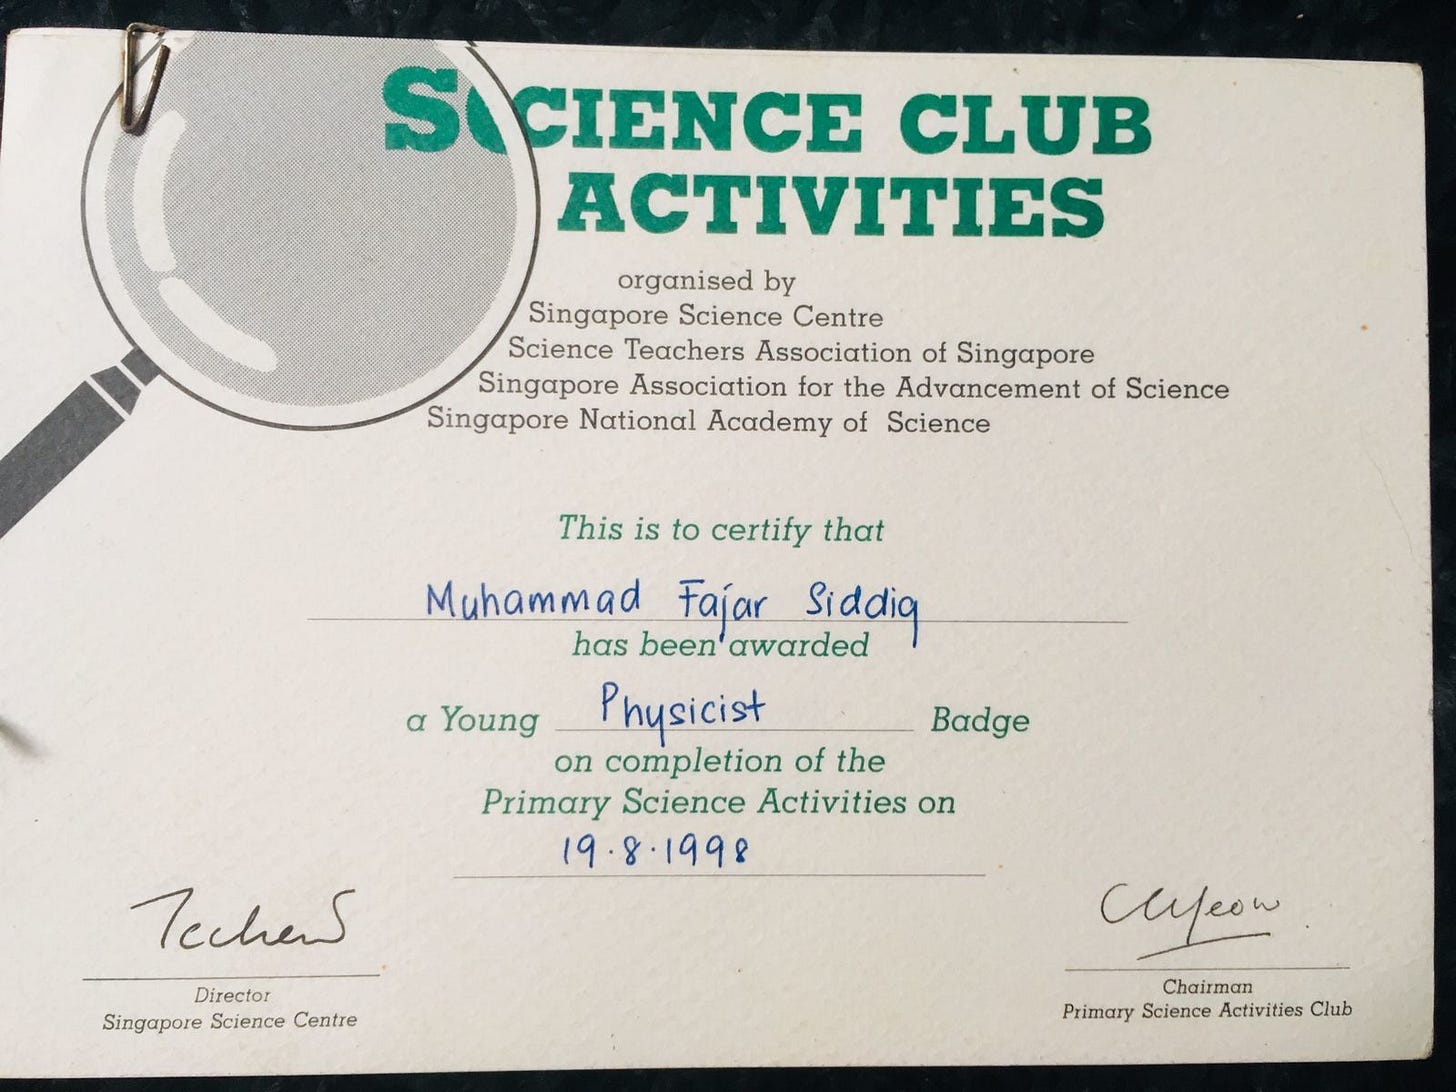 SCIENCE CLUB
ACTIVITIES
organised by
Singapore Science Centre
Science Teachers Association of Singapore
Singapore Association for the Advancement of Science
Singapore National Academy of Science
This is to certify that
Muhammad Fajar Siddiq
has been awarded
a Young Physicist Badge
on completion of the
Primary Science Activities on
19.8.1998
Director
Singapore Science Centre
Chairman
Primary Science Activities Club